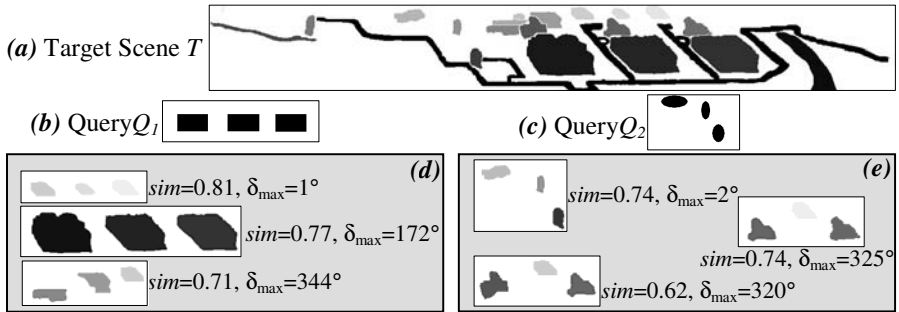 (a) Target Scene T
(b) QueryQ1
(c) QueryQ2
(d)
sim=0.81, δmax=1°
sim=0.77, δmax=172°
sim=0.71, δmax=344°
(e)
sim=0.74, δmax=2°
sim=0.74, δmax=325°
sim=0.62, δmax=320°